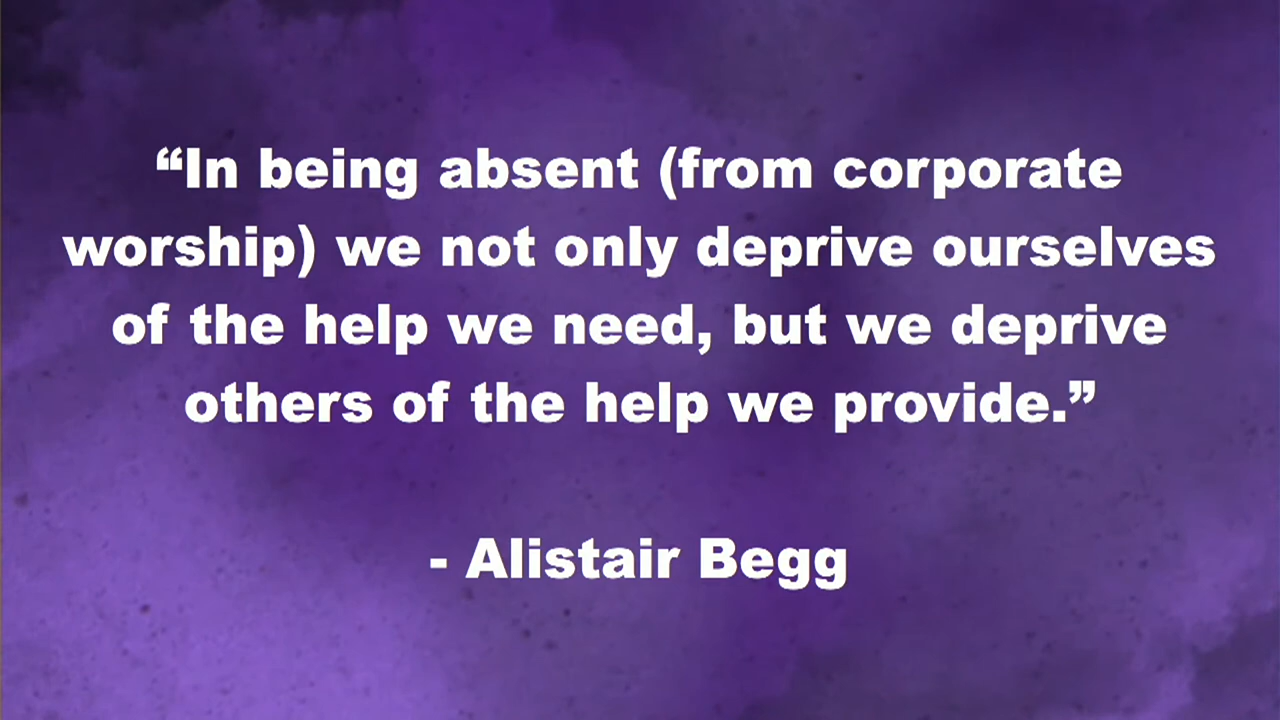 “In being absent (from corporate
worship) we not only deprive ourselves
of the help we need, but we deprive
others of the help we provide.”
- Alistair Begg